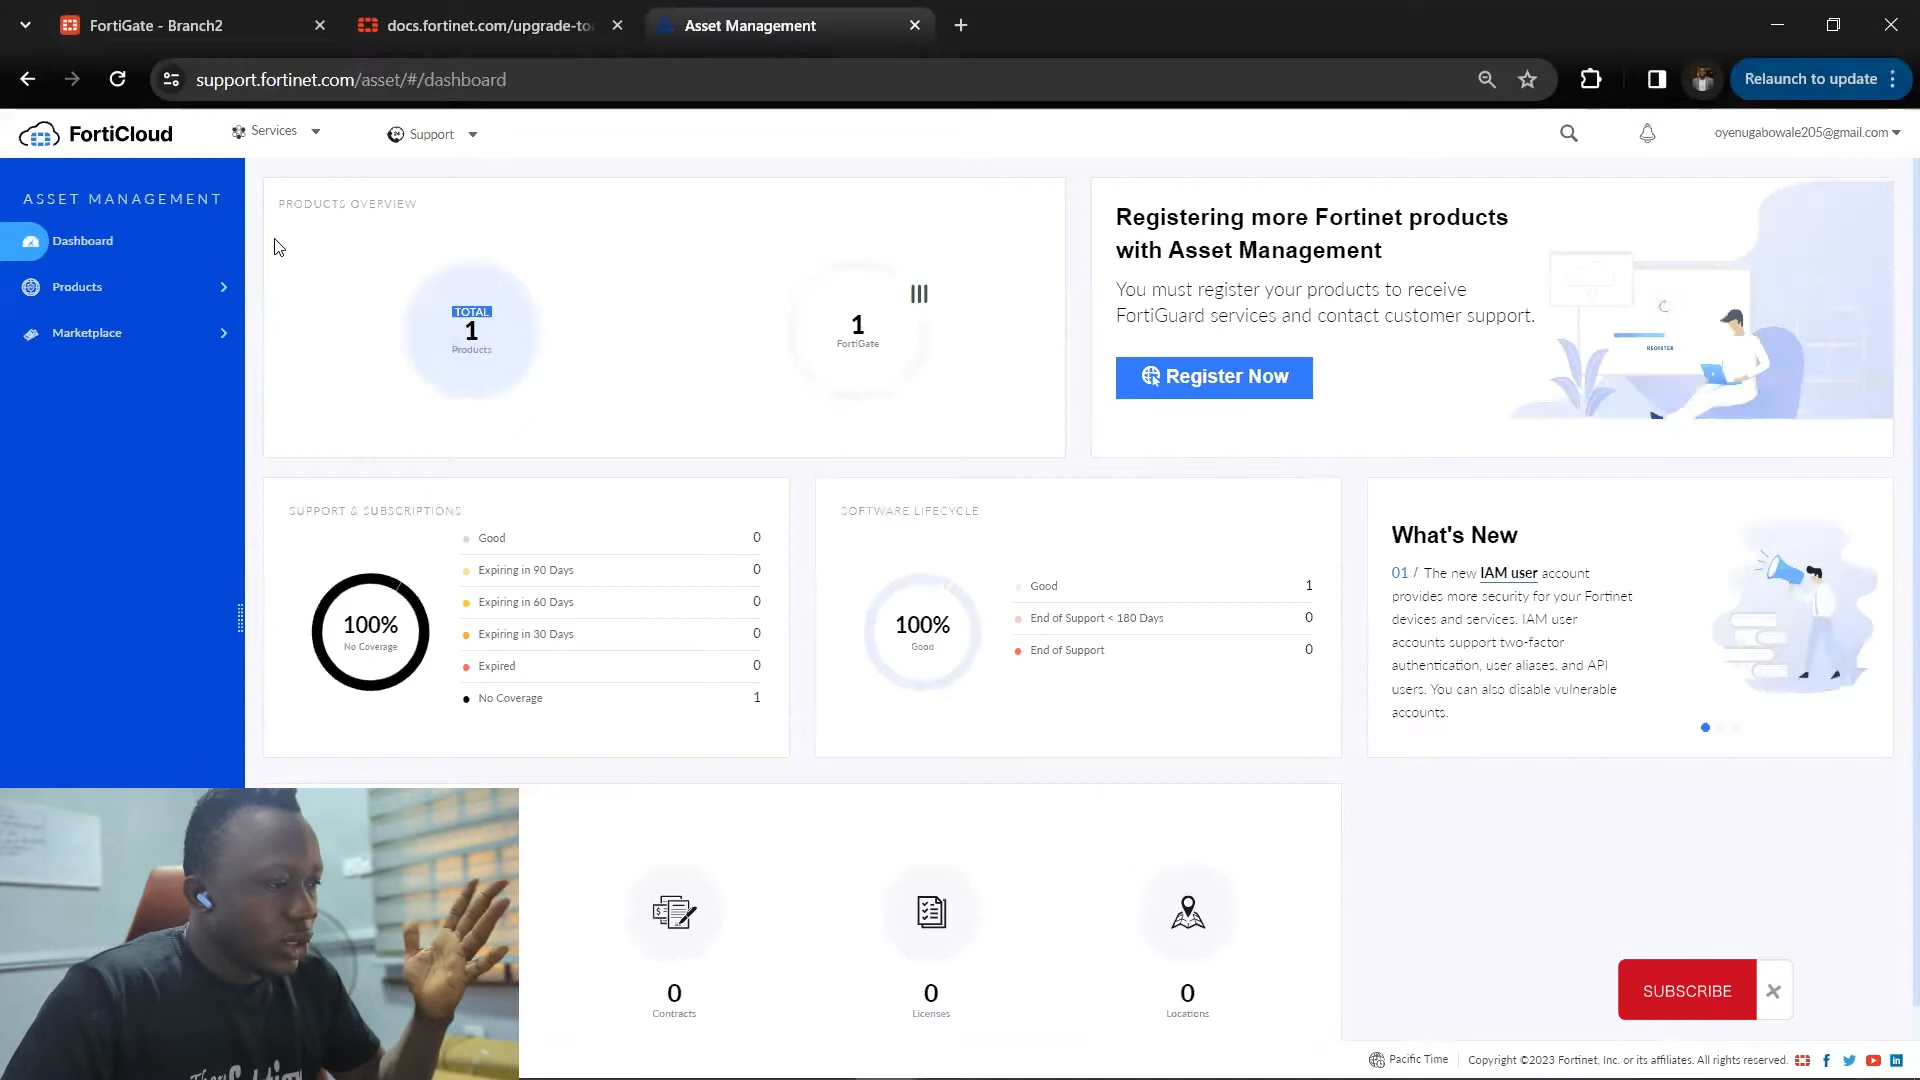 FortiGate - Branch2
docs.fortinet.com/upgrade-to
Asset Management
support.fortinet.com/asset/#/dashboard
Relaunch to update
FortiCloud
Services
Support
oyenugabowale205@gmail.com
ASSET MANAGEMENT
Dashboard
Products
Marketplace
PRODUCTS OVERVIEW
TOTAL
1
Products
1
FortiGate
Registering more Fortinet products
with Asset Management
You must register your products to receive
FortiGuard services and contact customer support.
Register Now
REGISTER
SUPPORT & SUBSCRIPTIONS
100%
No Coverage
Good 0
Expiring in 90 Days 0
Expiring in 60 Days 0
Expiring in 30 Days 0
Expired 0
No Coverage 1
SOFTWARE LIFECYCLE
100%
Good
Good 1
End of Support < 180 Days 0
End of Support 0
What's New
01 / The new IAM user account
provides more security for your Fortinet
devices and services. IAM user
accounts support two-factor
authentication, user aliases, and API
users. You can also disable vulnerable
accounts.
0
Contracts
0
Licenses
0
Locations
SUBSCRIBE
Pacific Time
Copyright ©2023 Fortinet, Inc. or its affiliates. All rights reserved.